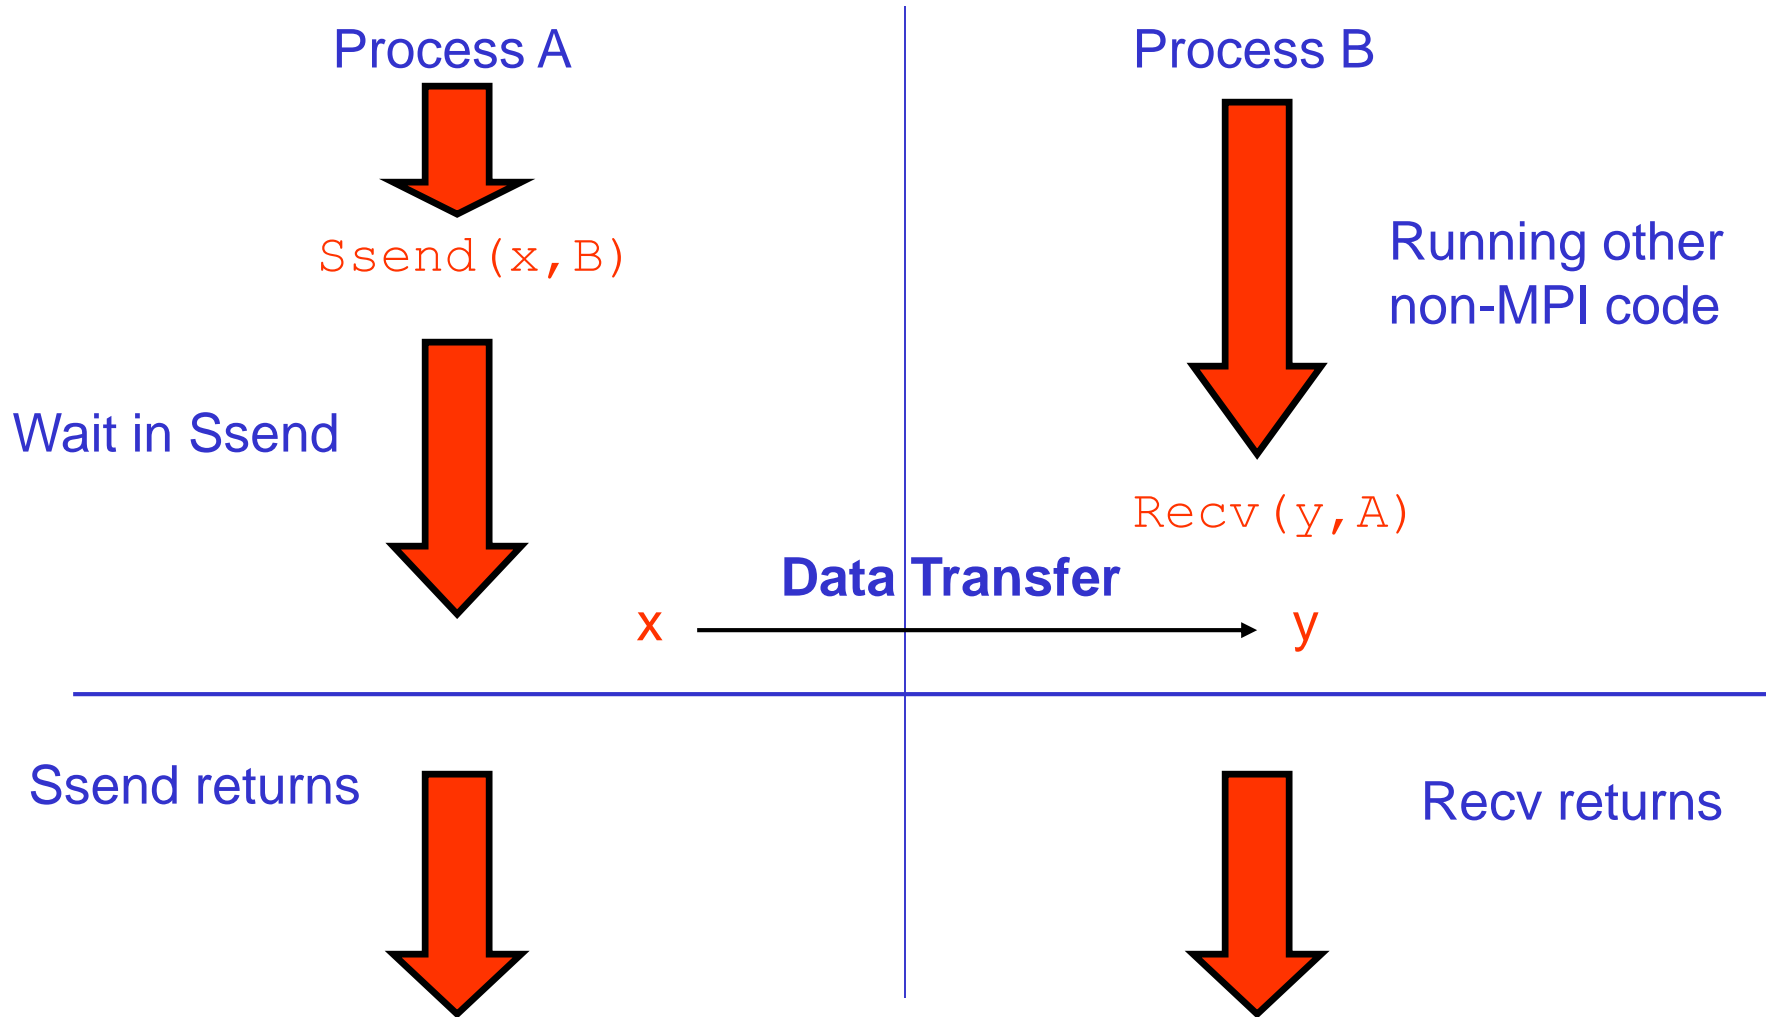 Process A
Process B
Ssend(x,B)
Running other
non-MPI code
Wait in Ssend
Recv(y,A)
Data Transfer
x
y
Ssend returns
Recv returns